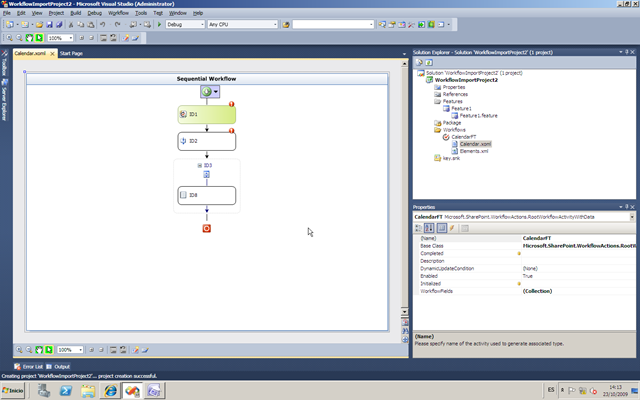 WorkflowImportProject2 - Microsoft Visual Studio (Administrator)
File Edit View Project Build Debug Data Workflow Tools Test Window Help
Debug Any CPU
100%
Calendar.xoml Start Page
Toolbox
Server Explorer
Sequential Workflow
ID1
ID2
ID3
ID8
100%
Error List Output
Creating project 'WorkflowImportProject2'... project creation successful.
Solution Explorer - Solution 'WorkflowImportProject2' (1 project)
Solution 'WorkflowImportProject2' (1 project)
WorkflowImportProject2
Properties
References
Features
Feature1
Feature1.feature
Package
Workflows
CalendarFT
Calendar.xoml
Elements.xml
key.snk
Properties
CalendarFT Microsoft.SharePoint.WorkflowActions.RootWorkflowActivityWithData
(Name) CalendarFT
Base Class Microsoft.SharePoint.WorkflowActions.RootW
Completed
Description
DynamicUpdateCondition (None)
Enabled True
Initialized
WorkflowFields (Collection)
(Name)
Please specify name of the activity used to generate associated type.
Inicio
ES
14:13
23/10/2009